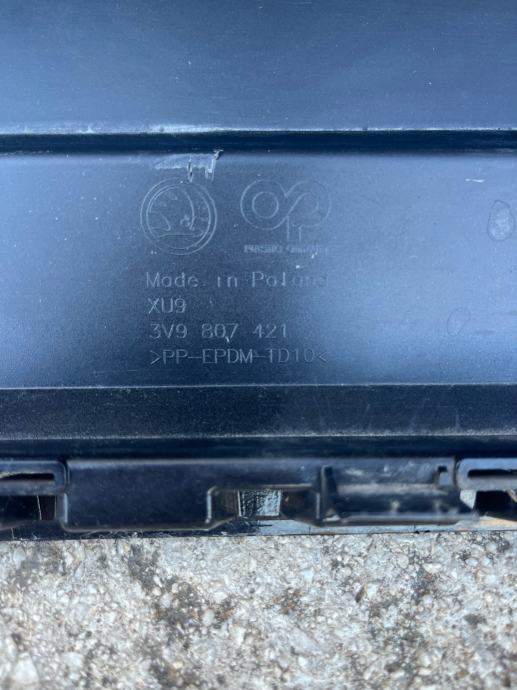 Made in Poland
XU9
3V9 807 421
>PP-EPDM-TD10<